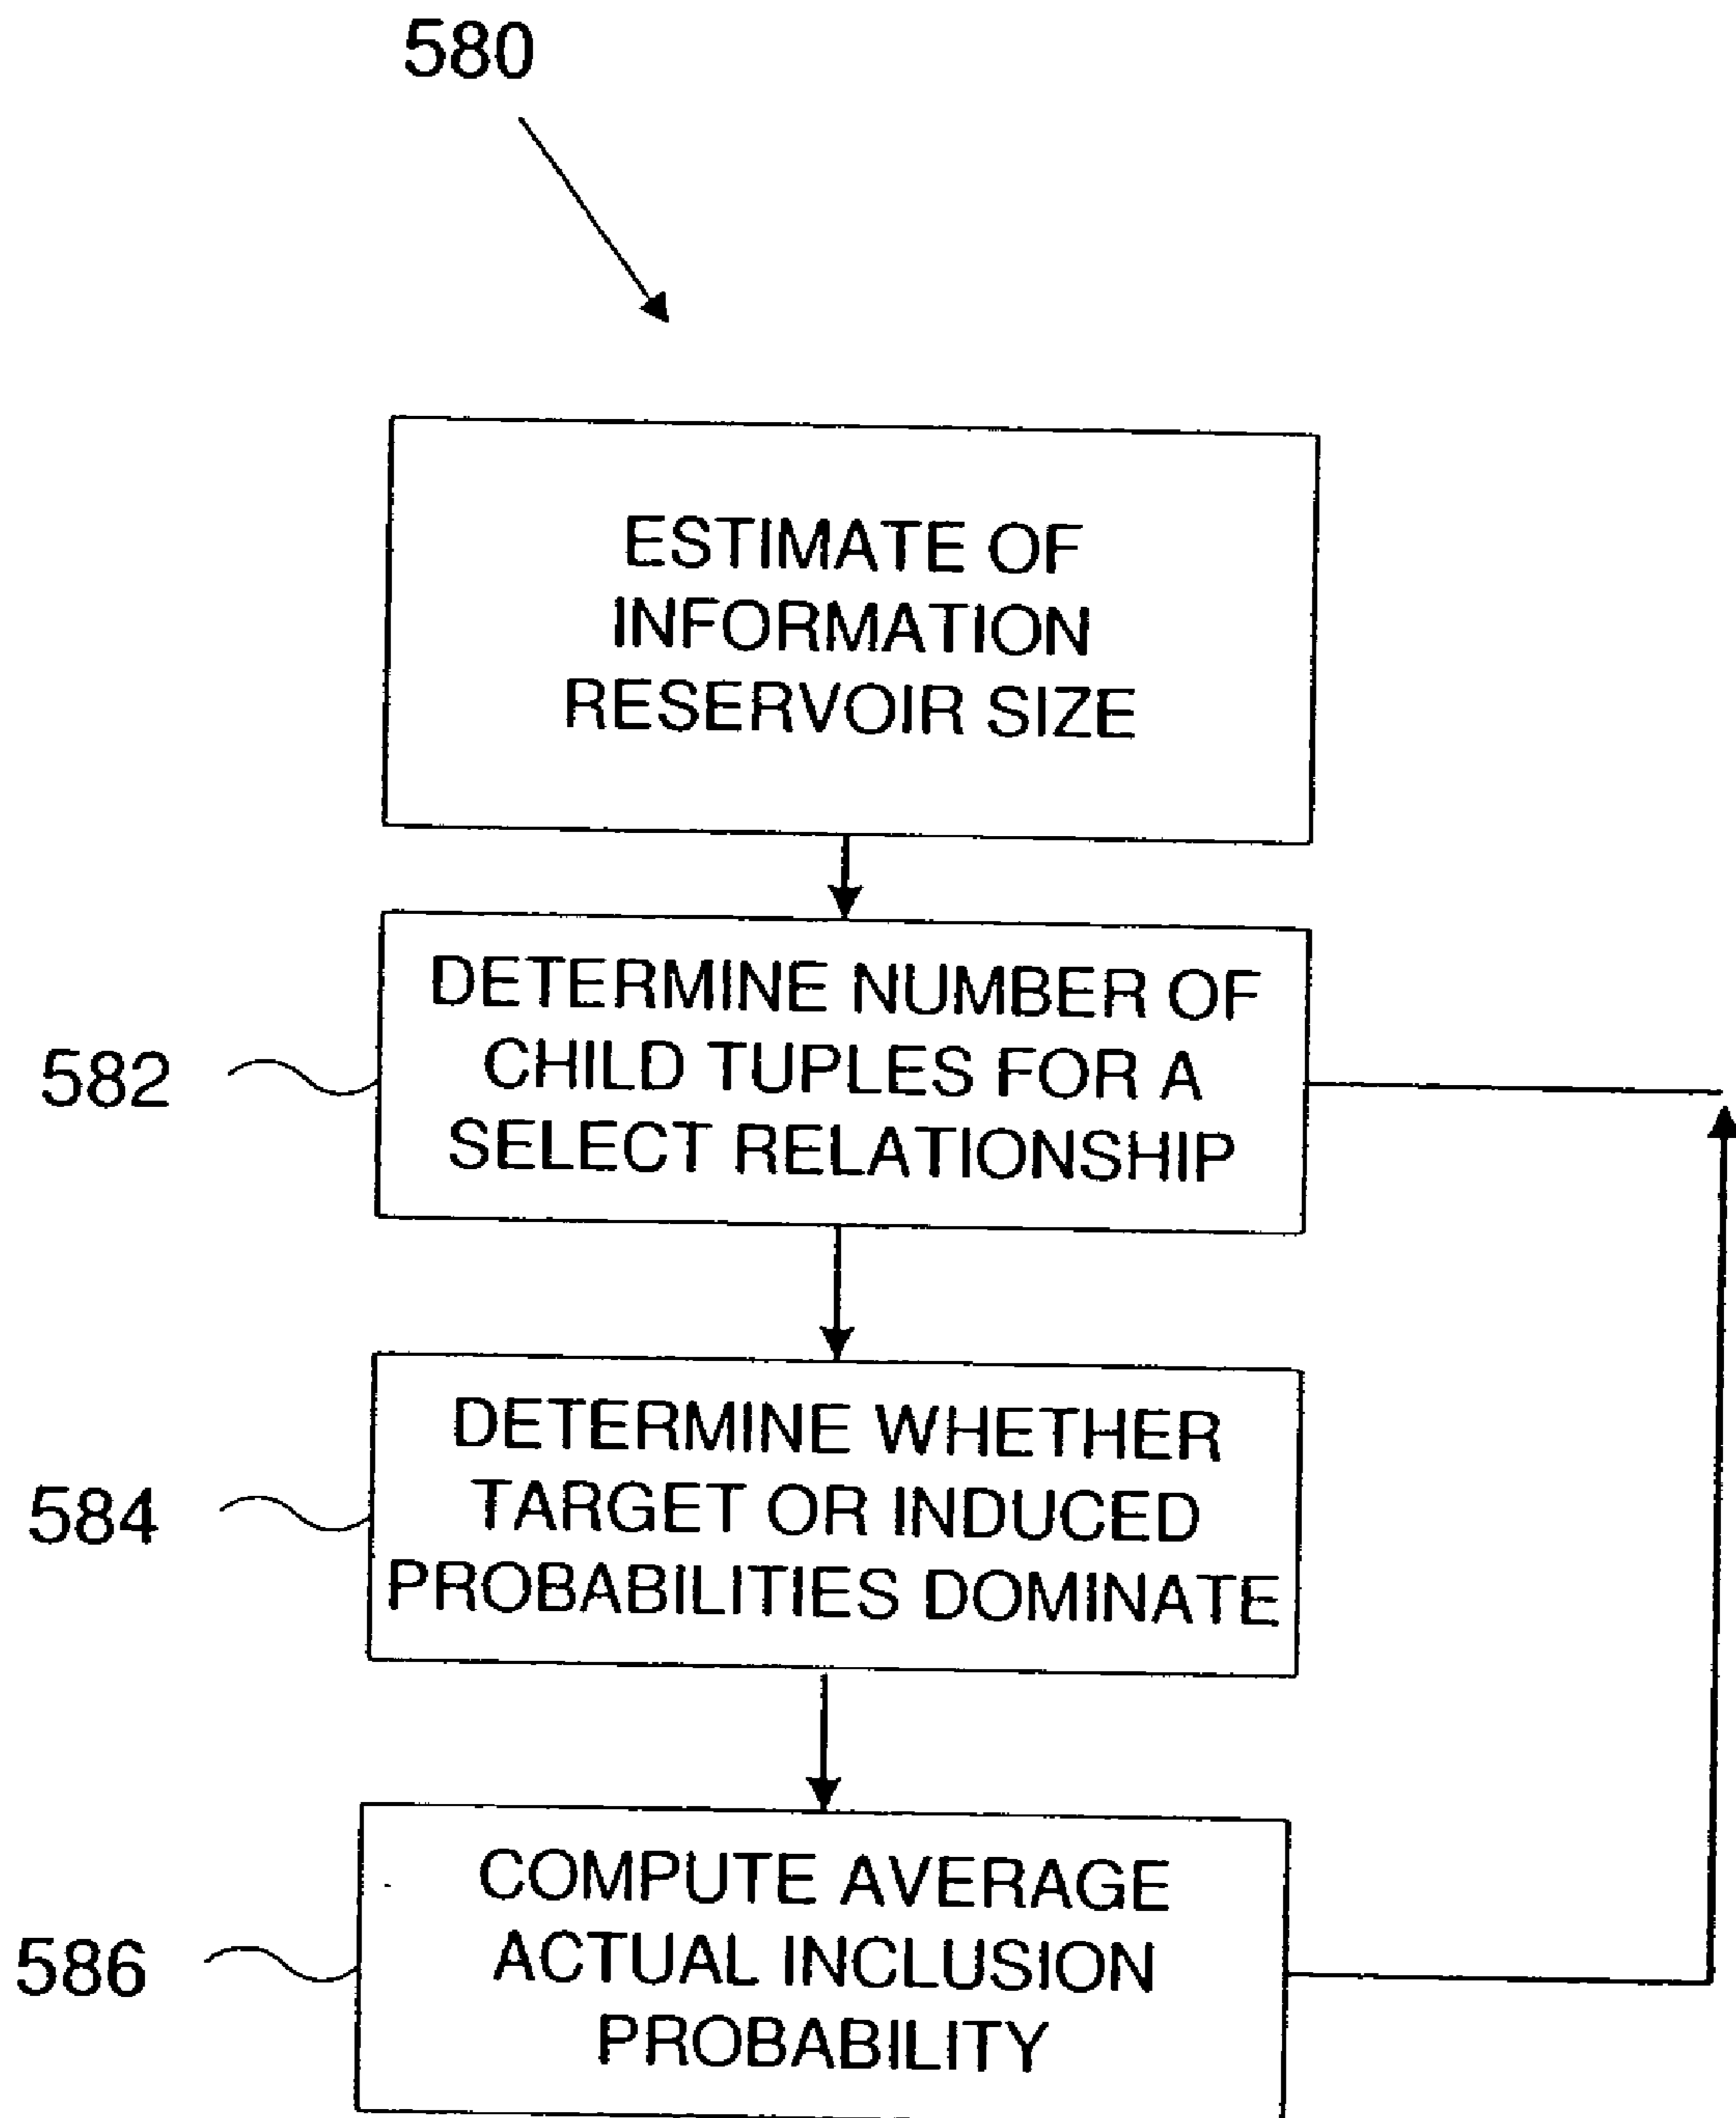 580
ESTIMATE OF
INFORMATION
RESERVOIR SIZE
582
DETERMINE NUMBER OF
CHILD TUPLES FOR A
SELECT RELATIONSHIP
584
DETERMINE WHETHER
TARGET OR INDUCED
PROBABILITIES DOMINATE
586
COMPUTE AVERAGE
ACTUAL INCLUSION
PROBABILITY